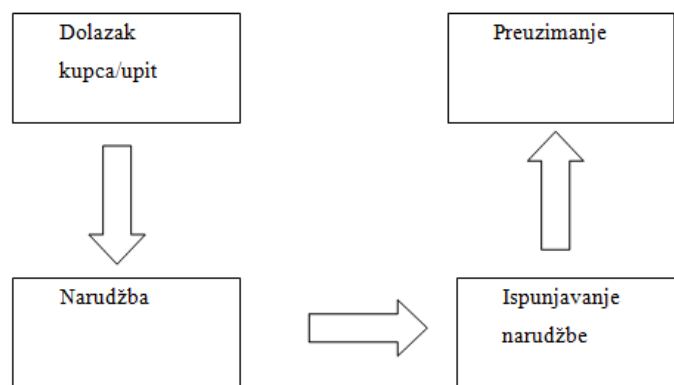 Dolazak
kupca/upit
Narudžba
Ispunjavanje
narudžbe
Preuzimanje